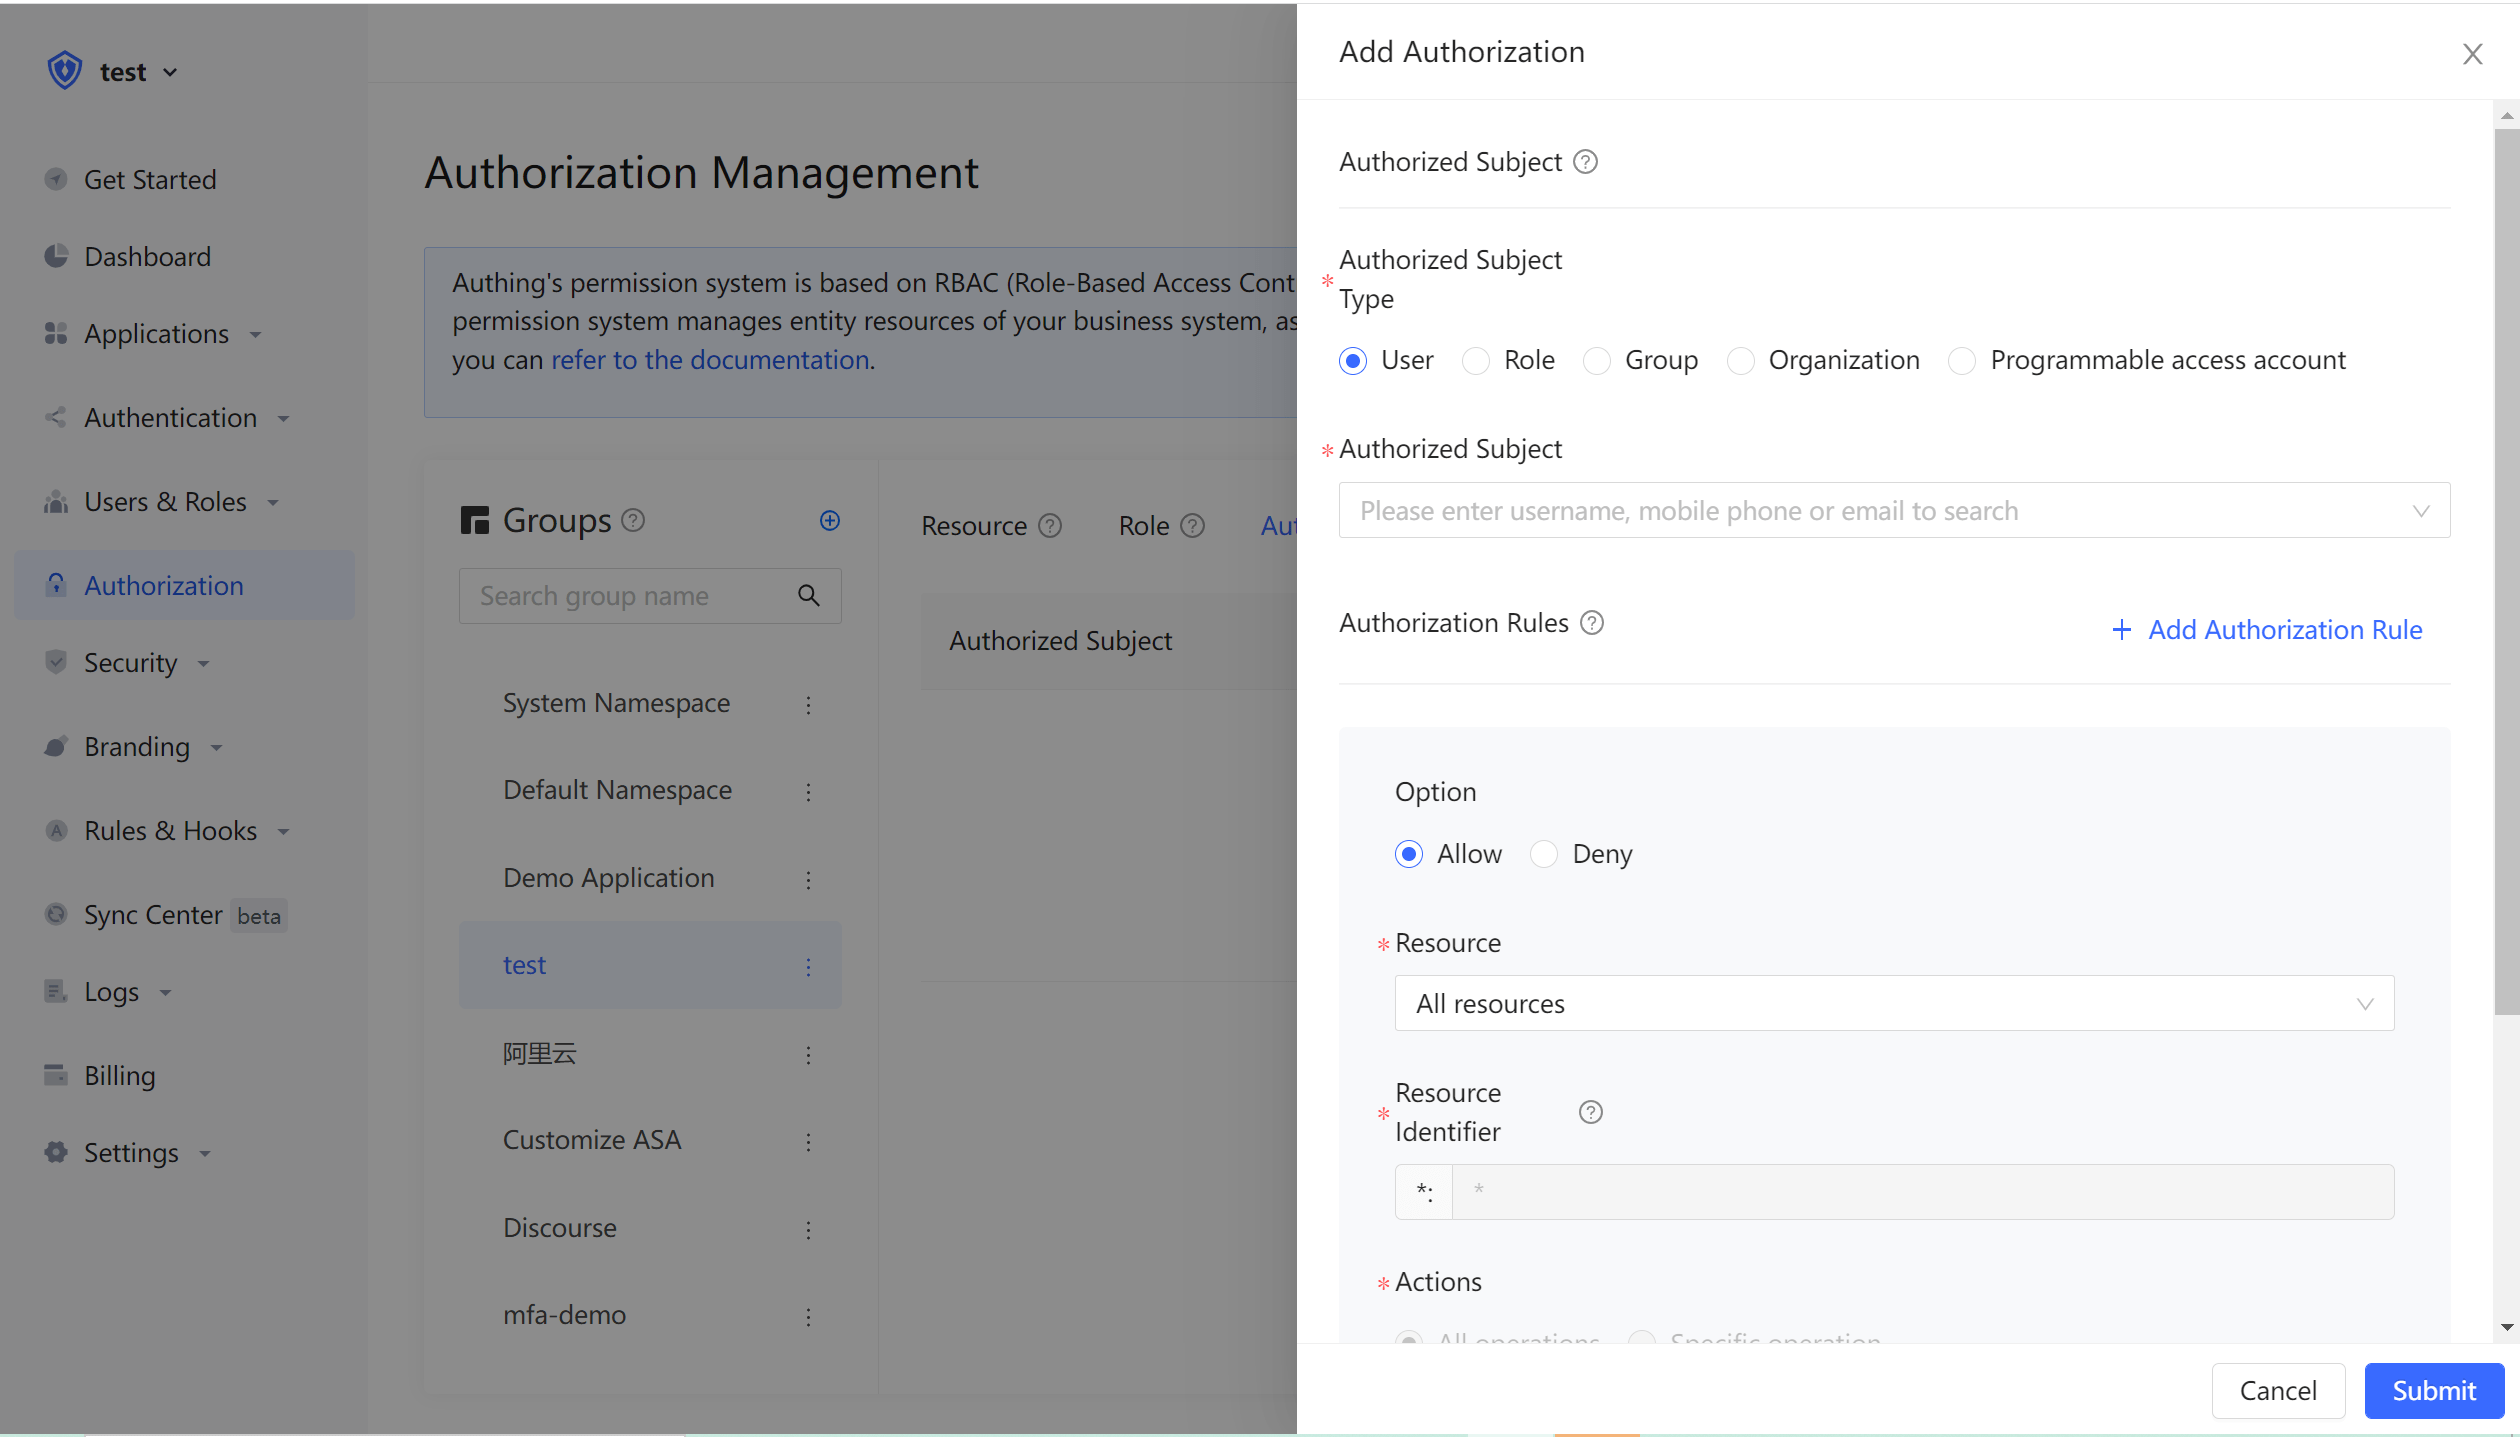 test
Get Started
Dashboard
Applications
Authentication
Users & Roles
Authorization
Security
Branding
Rules & Hooks
Sync Center beta
Logs
Billing
Settings
Authorization Management
Authing's permission system is based on RBAC (Role-Based Access Cont
permission system manages entity resources of your business system, as
you can refer to the documentation.
Groups
Search group name
System Namespace
Default Namespace
Demo Application
test
阿里云
Customize ASA
Discourse
mfa-demo
Resource Role Aut
Authorized Subject
Add Authorization
Authorized Subject
* Authorized Subject
Type
User Role Group Organization Programmable access account
* Authorized Subject
Please enter username, mobile phone or email to search
Authorization Rules + Add Authorization Rule
Option
Allow Deny
* Resource
All resources
* Resource
Identifier
*: *
* Actions
All operations Specific operation
Cancel Submit